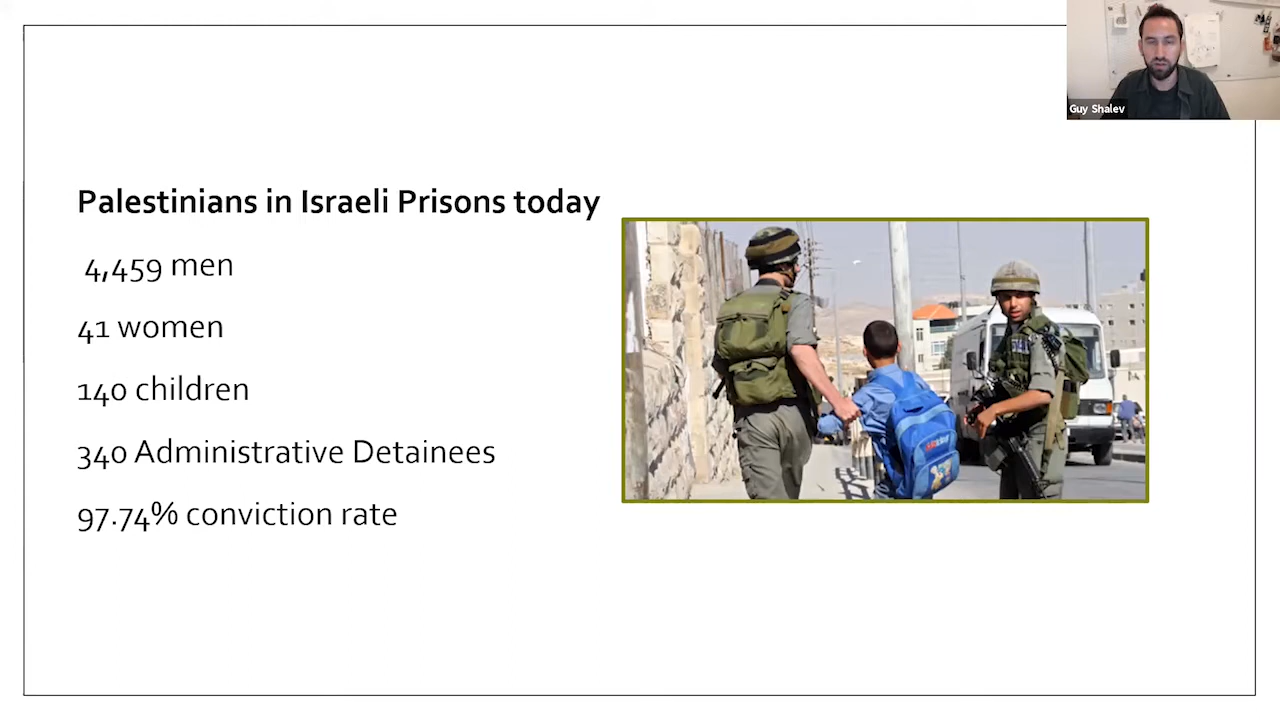 Guy Shalev
Palestinians in Israeli Prisons today
4,459 men
41 women
140 children
340 Administrative Detainees
97.74% conviction rate